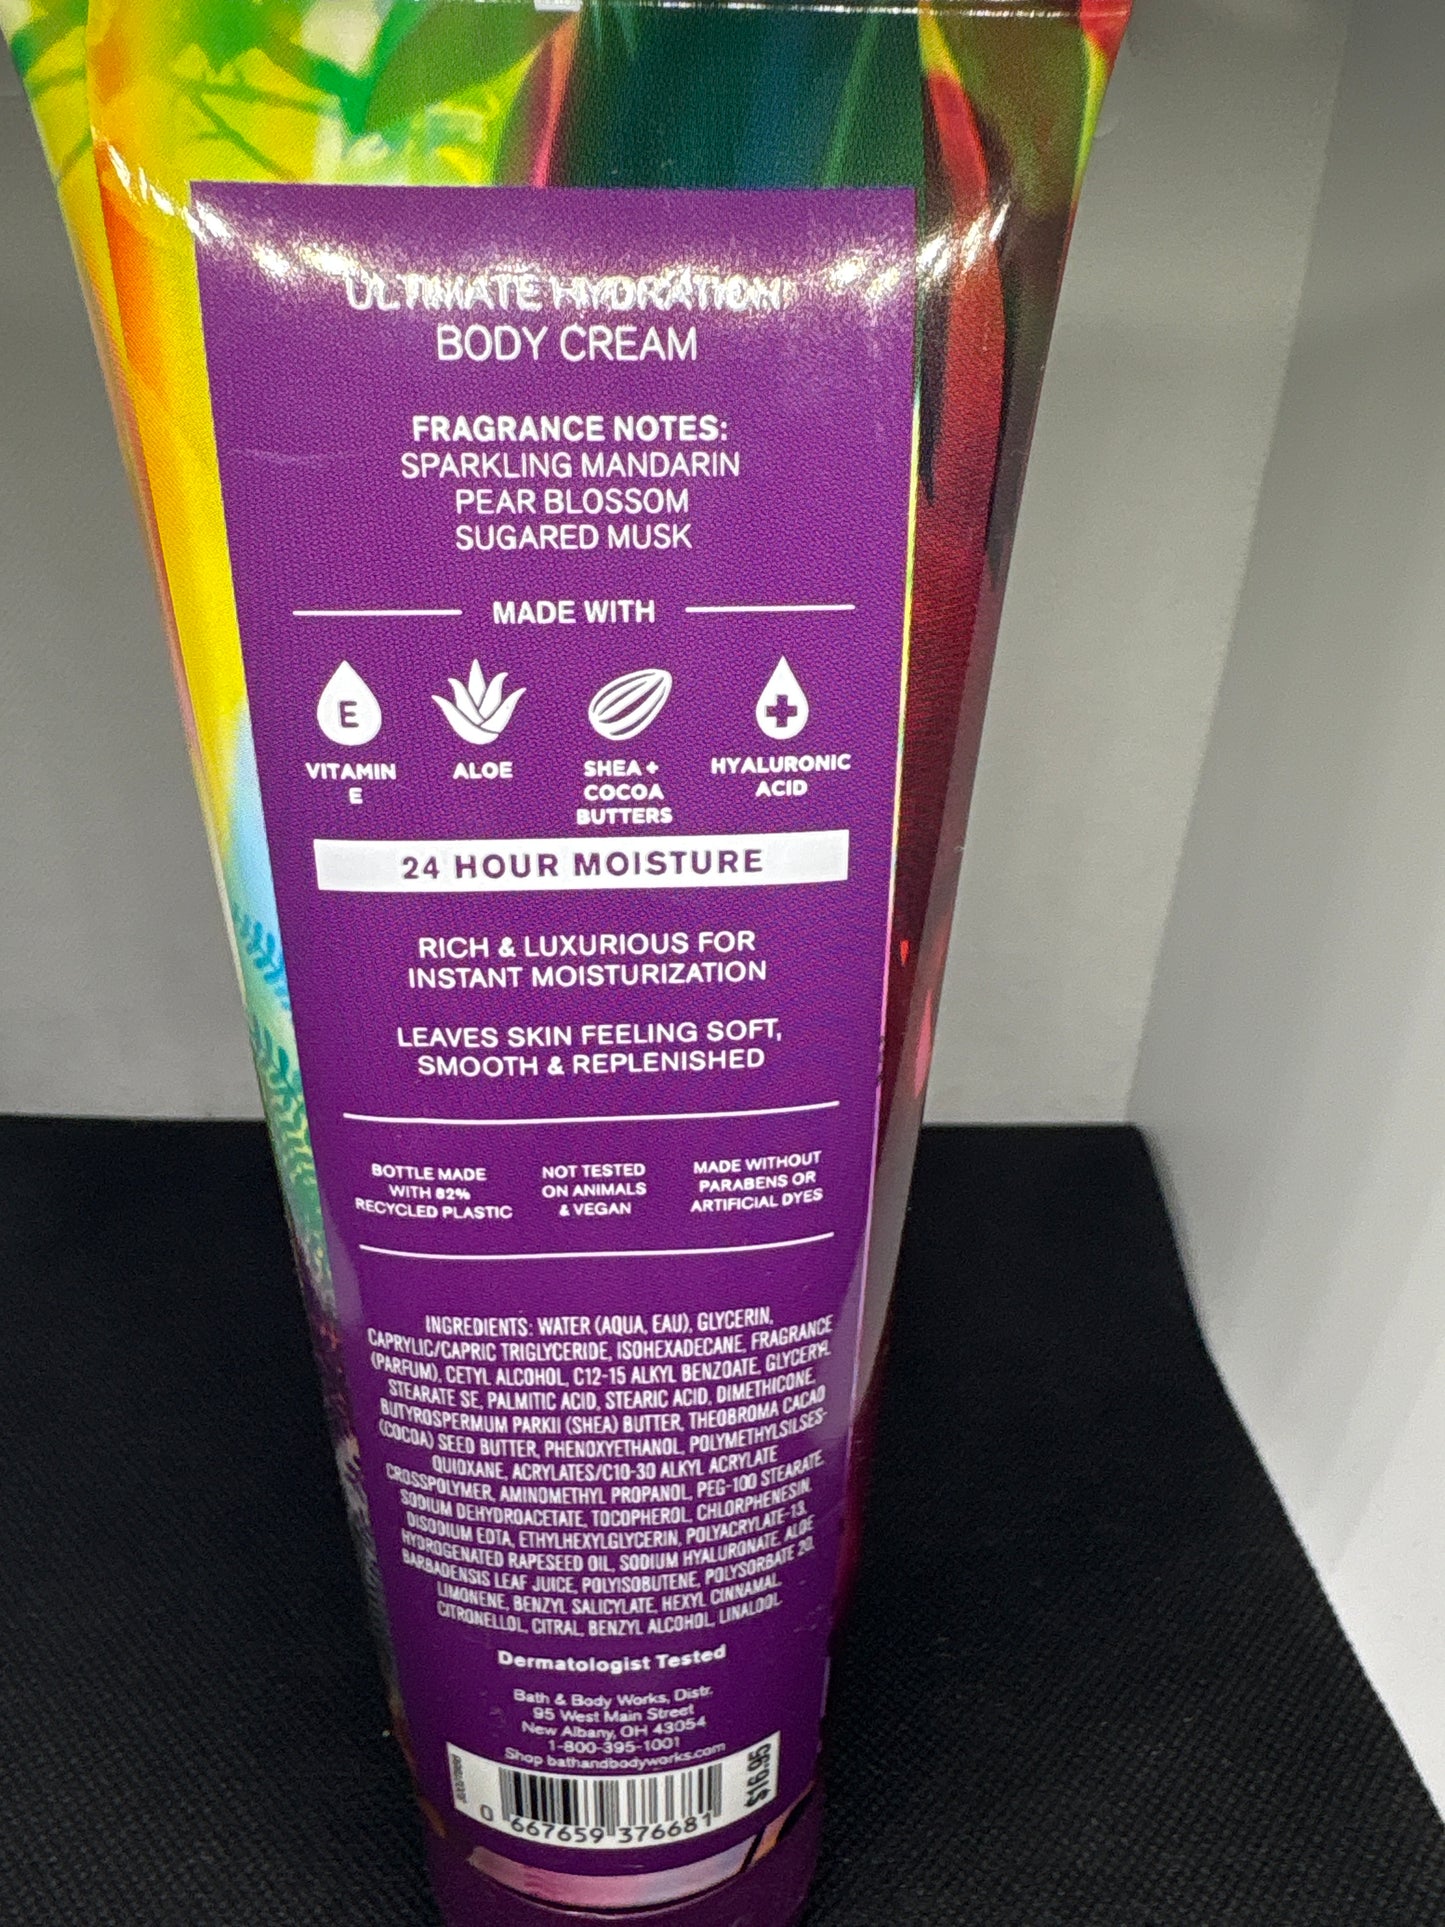 ULTIMATE HYDRATION
BODY CREAM
FRAGRANCE NOTES:
SPARKLING MANDARIN
PEAR BLOSSOM
SUGARED MUSK
MADE WITH
E
VITAMIN
E
ALOE
SHEA +
COCOA
BUTTERS
HYALURONIC
ACID
24 HOUR MOISTURE
RICH & LUXURIOUS FOR
INSTANT MOISTURIZATION
LEAVES SKIN FEELING SOFT,
SMOOTH & REPLENISHED
BOTTLE MADE
WITH 82%
RECYCLED PLASTIC
NOT TESTED
ON ANIMALS
& VEGAN
MADE WITHOUT
PARABENS OR
ARTIFICIAL DYES
INGREDIENTS: WATER (AQUA, EAU), GLYCERIN,
CAPRYLIC/CAPRIC TRIGLYCERIDE, ISOHEXADECANE, FRAGRANCE
(PARFUM), CETYL ALCOHOL, C12-15 ALKYL BENZOATE, GLYCERYL
STEARATE SE, PALMITIC ACID, STEARIC ACID, DIMETHICONE,
BUTYROSPERMUM PARKII (SHEA) BUTTER, THEOBROMA CACAO
(COCOA) SEED BUTTER, PHENOXYETHANOL, POLYMETHYLSILSES-
QUIOXANE, ACRYLATES/C10-30 ALKYL ACRYLATE
CROSSPOLYMER, AMINOMETHYL PROPANOL, PEG-100 STEARATE,
SODIUM DEHYDROACETATE, TOCOPHEROL, CHLORPHENESIN,
DISODIUM EDTA, ETHYLHEXYLGLYCERIN, POLYACRYLATE-13,
HYDROGENATED RAPESEED OIL, SODIUM HYALURONATE, ALOE
BARBADENSIS LEAF JUICE, POLYISOBUTENE, POLYSORBATE 20,
LIMONENE, BENZYL SALICYLATE, HEXYL CINNAMAL,
CITRONELLOL, CITRAL, BENZYL ALCOHOL, LINALOOL
Dermatologist Tested
Bath & Body Works, Distr.
95 West Main Street
New Albany, OH 43054
1-800-395-1001
Shop bathandbodyworks.com
$16.95
0 667659 376681